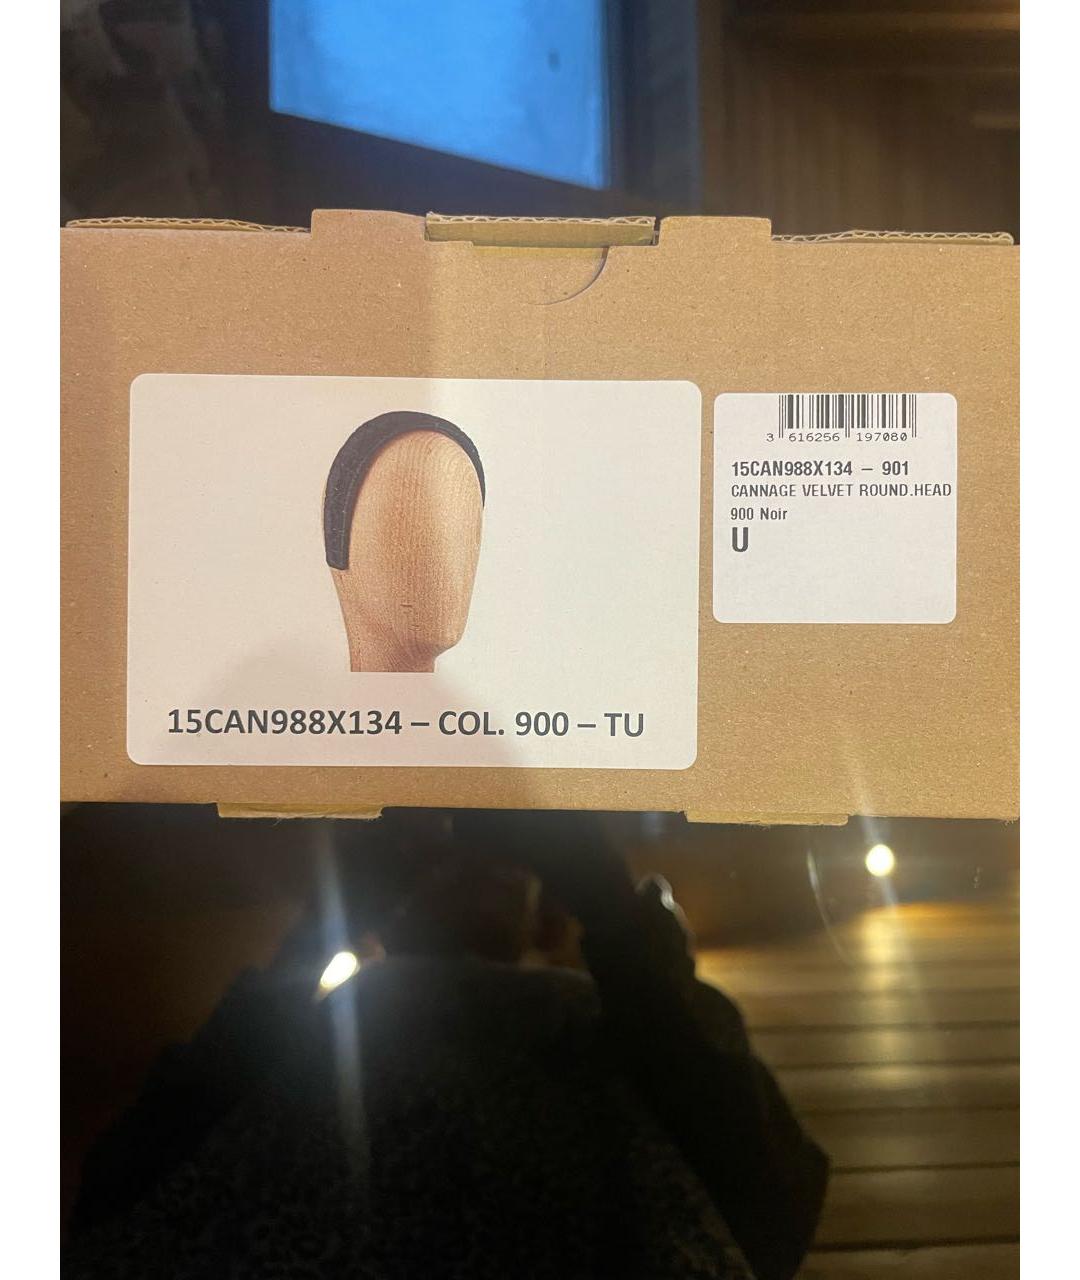 15CAN988X134 – COL. 900 – TU
3 616256 197080
15CAN988X134 – 901
CANNAGE VELVET ROUND.HEAD
900 Noir
U